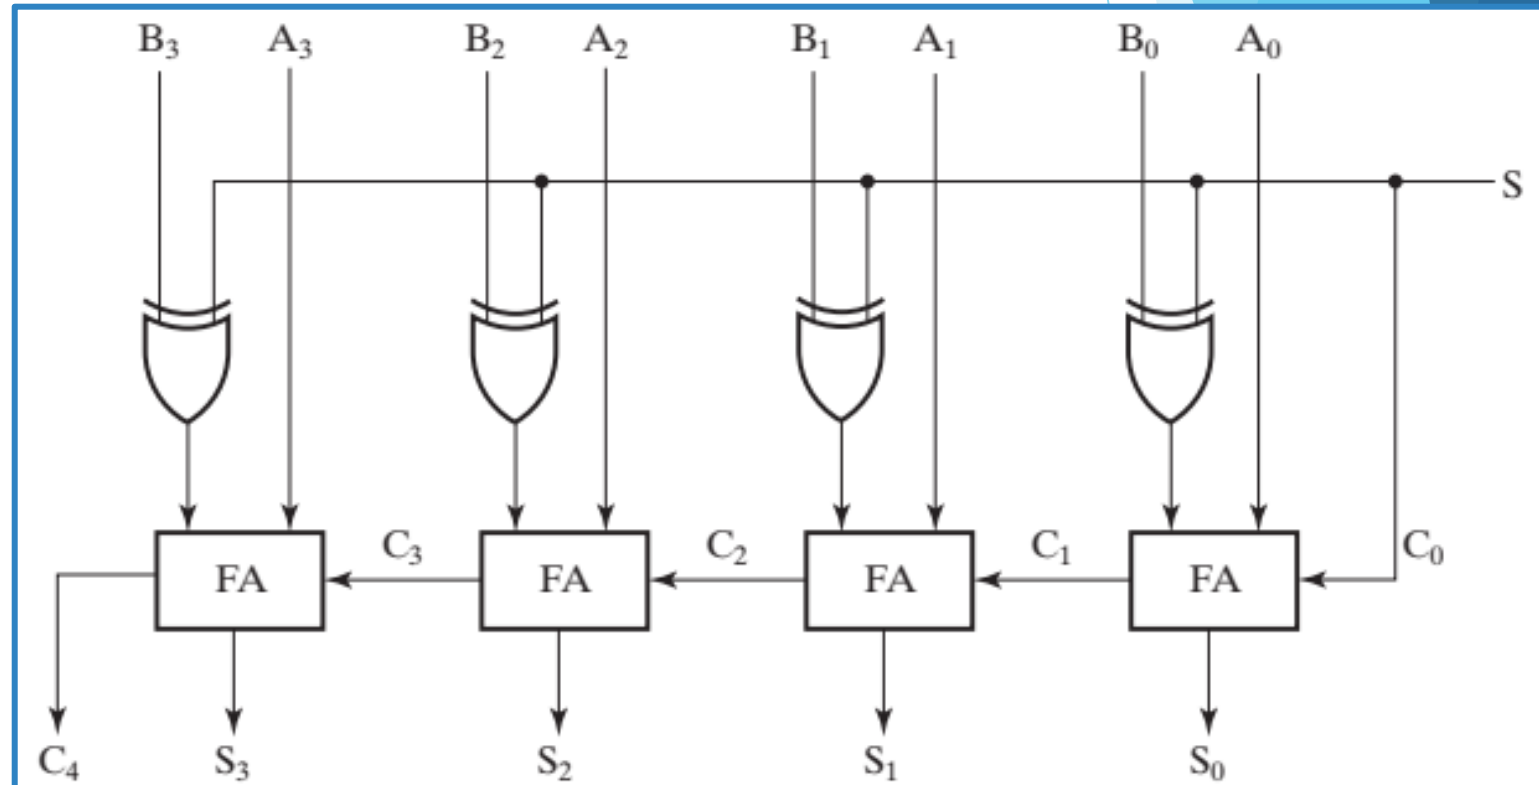 B₃ A₃ B₂ A₂ B₁ A₁ B₀ A₀
S
C₃ C₂ C₁ C₀
FA FA FA FA
C₄ S₃ S₂ S₁ S₀